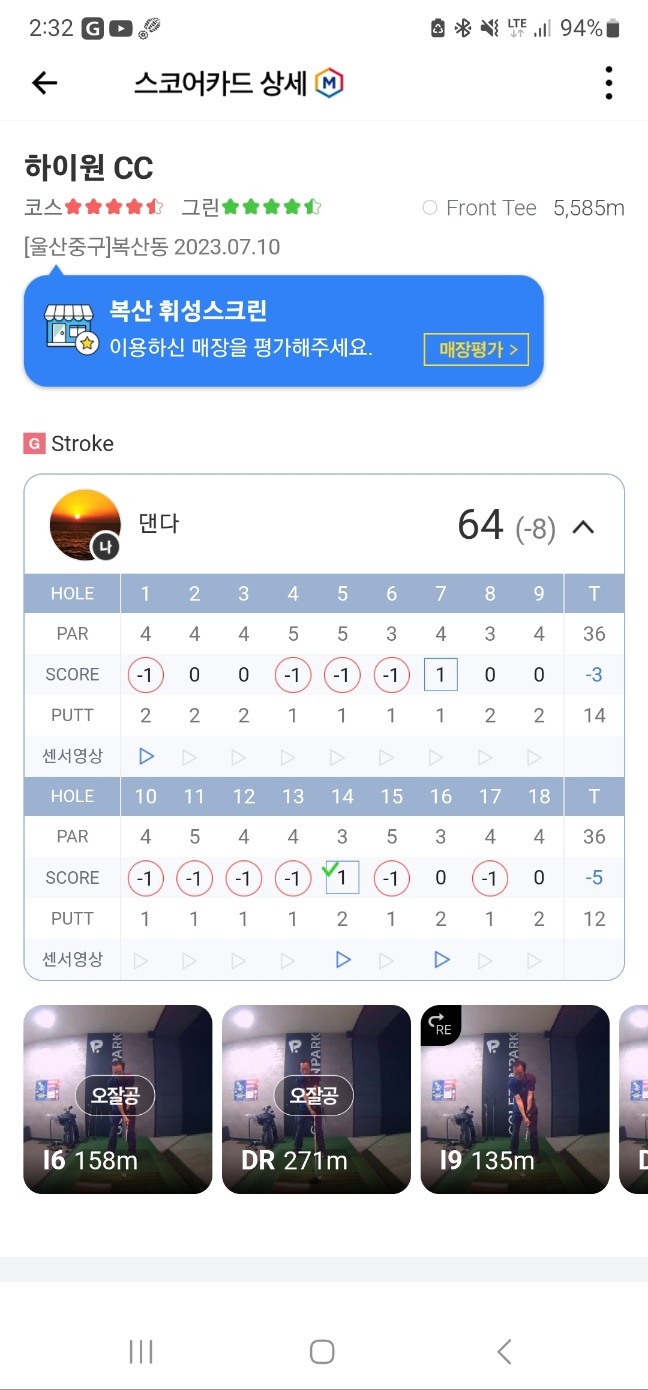 2:32 G LTE 94%
스코어카드 상세 M
하이원 CC
코스 그린 Front Tee 5,585m
[울산중구]복산동 2023.07.10
복산 휘성스크린
이용하신 매장을 평가해주세요. 매장평가 >
G Stroke
나 댄다 64 (-8)
HOLE 1 2 3 4 5 6 7 8 9 T
PAR 4 4 4 5 5 3 4 3 4 36
SCORE -1 0 0 -1 -1 -1 1 0 0 -3
PUTT 2 2 2 1 1 1 1 2 2 14
센서영상
HOLE 10 11 12 13 14 15 16 17 18 T
PAR 4 5 4 4 3 5 3 4 4 36
SCORE -1 -1 -1 -1 1 -1 0 -1 0 -5
PUTT 1 1 1 1 2 1 2 1 2 12
센서영상
RE
오잘공 오잘공
I6 158m DR 271m I9 135m D